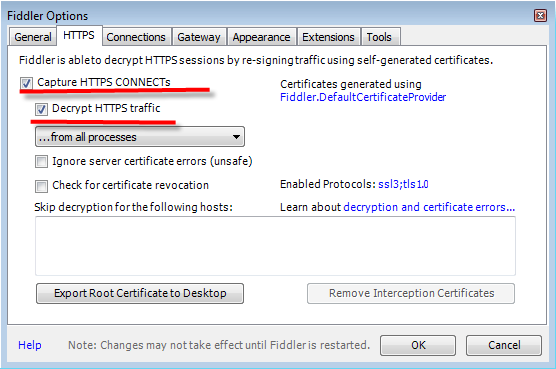 Fiddler Options
General HTTPS Connections Gateway Appearance Extensions Tools
Fiddler is able to decrypt HTTPS sessions by re-signing traffic using self-generated certificates.
Capture HTTPS CONNECTs
Certificates generated using
Fiddler.DefaultCertificateProvider
Decrypt HTTPS traffic
...from all processes
Ignore server certificate errors (unsafe)
Check for certificate revocation
Enabled Protocols: ssl3;tls1.0
Skip decryption for the following hosts:
Learn about decryption and certificate errors...
Export Root Certificate to Desktop
Remove Interception Certificates
Help
Note: Changes may not take effect until Fiddler is restarted.
OK
Cancel